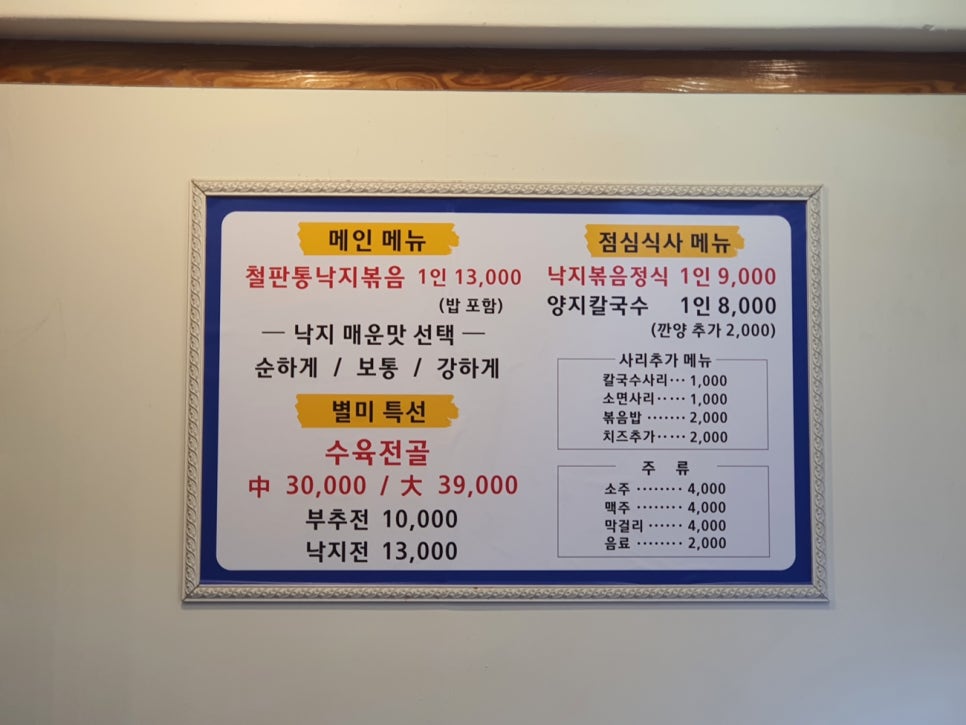 메인 메뉴
철판통낙지볶음 1인 13,000
(밥 포함)
— 낙지 매운맛 선택 —
순하게 / 보통 / 강하게
별미 특선
수육전골
中 30,000 / 大 39,000
부추전 10,000
낙지전 13,000
점심식사 메뉴
낙지볶음정식 1인 9,000
양지칼국수 1인 8,000
(깐양 추가 2,000)
사리추가 메뉴
칼국수사리··· 1,000
소면사리····· 1,000
볶음밥 ······· 2,000
치즈추가····· 2,000
주 류
소주 ········ 4,000
맥주 ········ 4,000
막걸리 ······ 4,000
음료 ········ 2,000